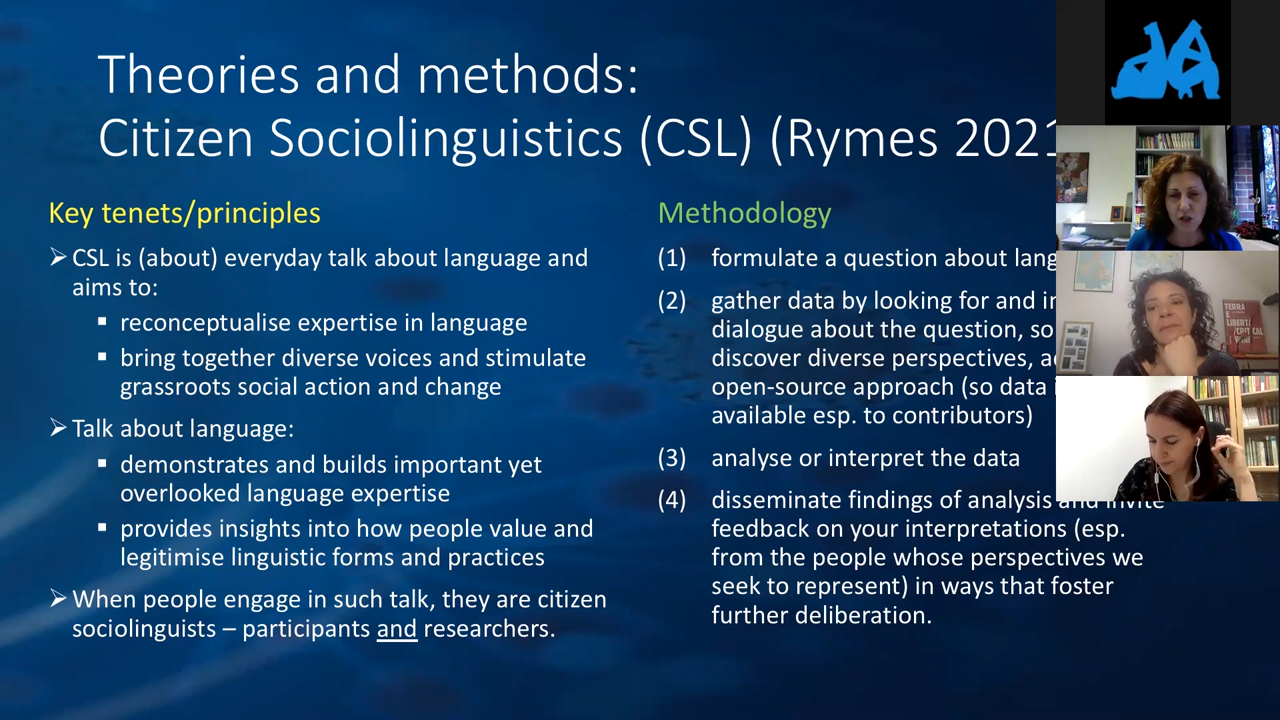 Theories and methods:
Citizen Sociolinguistics (CSL) (Rymes 2021
Key tenets/principles
CSL is (about) everyday talk about language and
aims to:
reconceptualise expertise in language
bring together diverse voices and stimulate
grassroots social action and change
Talk about language:
demonstrates and builds important yet
overlooked language expertise
provides insights into how people value and
legitimise linguistic forms and practices
When people engage in such talk, they are citizen
sociolinguists – participants and researchers.
Methodology
(1) formulate a question about
(2) gather data by looking for and
dialogue about the question, so
discover diverse perspectives,
open-source approach (so data
available esp. to contributors)
(3) analyse or interpret the data
(4) disseminate findings of analysis and invite
feedback on your interpretations (esp.
from the people whose perspectives we
seek to represent) in ways that foster
further deliberation.
TERRA
E
LIBERT